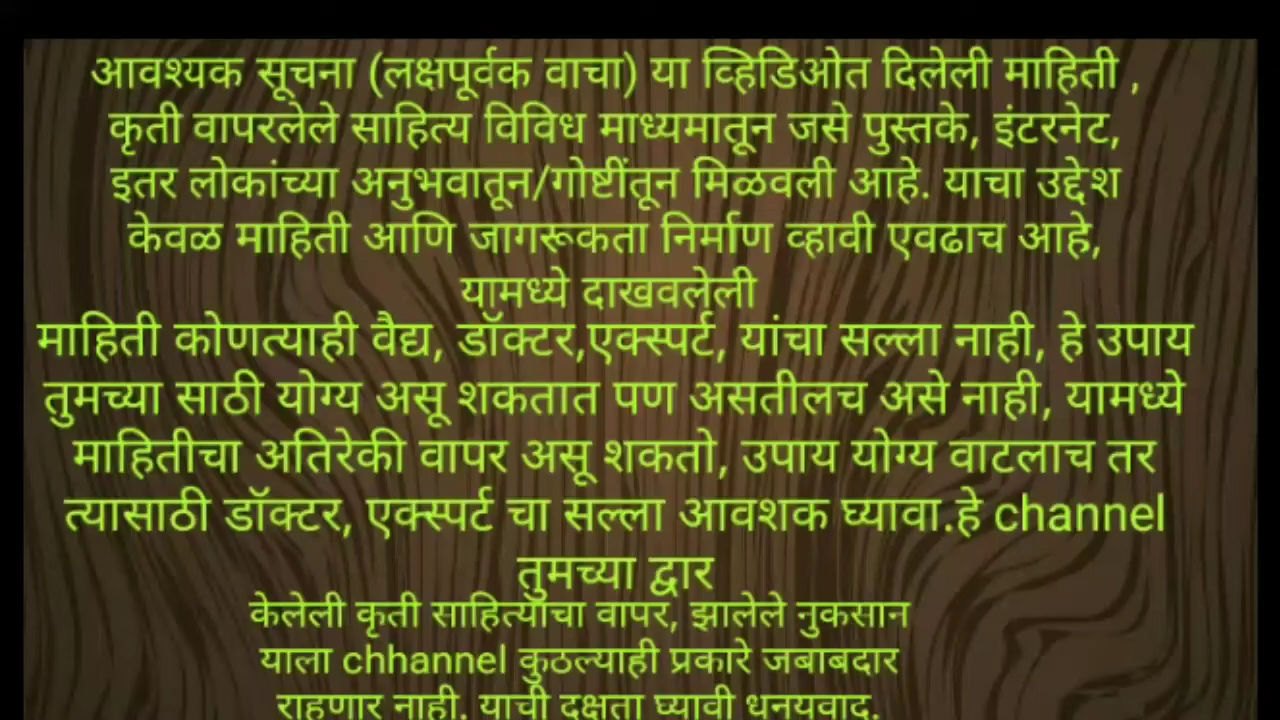 आवश्यक सूचना (लक्षपूर्वक वाचा) या व्हिडिओत दिलेली माहिती ,
कृती वापरलेले साहित्य विविध माध्यमातून जसे पुस्तके, इंटरनेट,
इतर लोकांच्या अनुभवातून/गोष्टींतून मिळवली आहे. याचा उद्देश
केवळ माहिती आणि जागरूकता निर्माण व्हावी एवढाच आहे,
यामध्ये दाखवलेली
माहिती कोणत्याही वैद्य, डॉक्टर,एक्स्पर्ट, यांचा सल्ला नाही, हे उपाय
तुमच्या साठी योग्य असू शकतात पण असतीलच असे नाही, यामध्ये
माहितीचा अतिरेकी वापर असू शकतो, उपाय योग्य वाटलाच तर
त्यासाठी डॉक्टर, एक्स्पर्ट चा सल्ला आवशक घ्यावा.हे channel
तुमच्या द्वार
केलेली कृती साहित्याचा वापर, झालेले नुकसान
याला chhannel कुठल्याही प्रकारे जबाबदार
राहणार नाही. याची दक्षता घ्यावी धनयवाद.